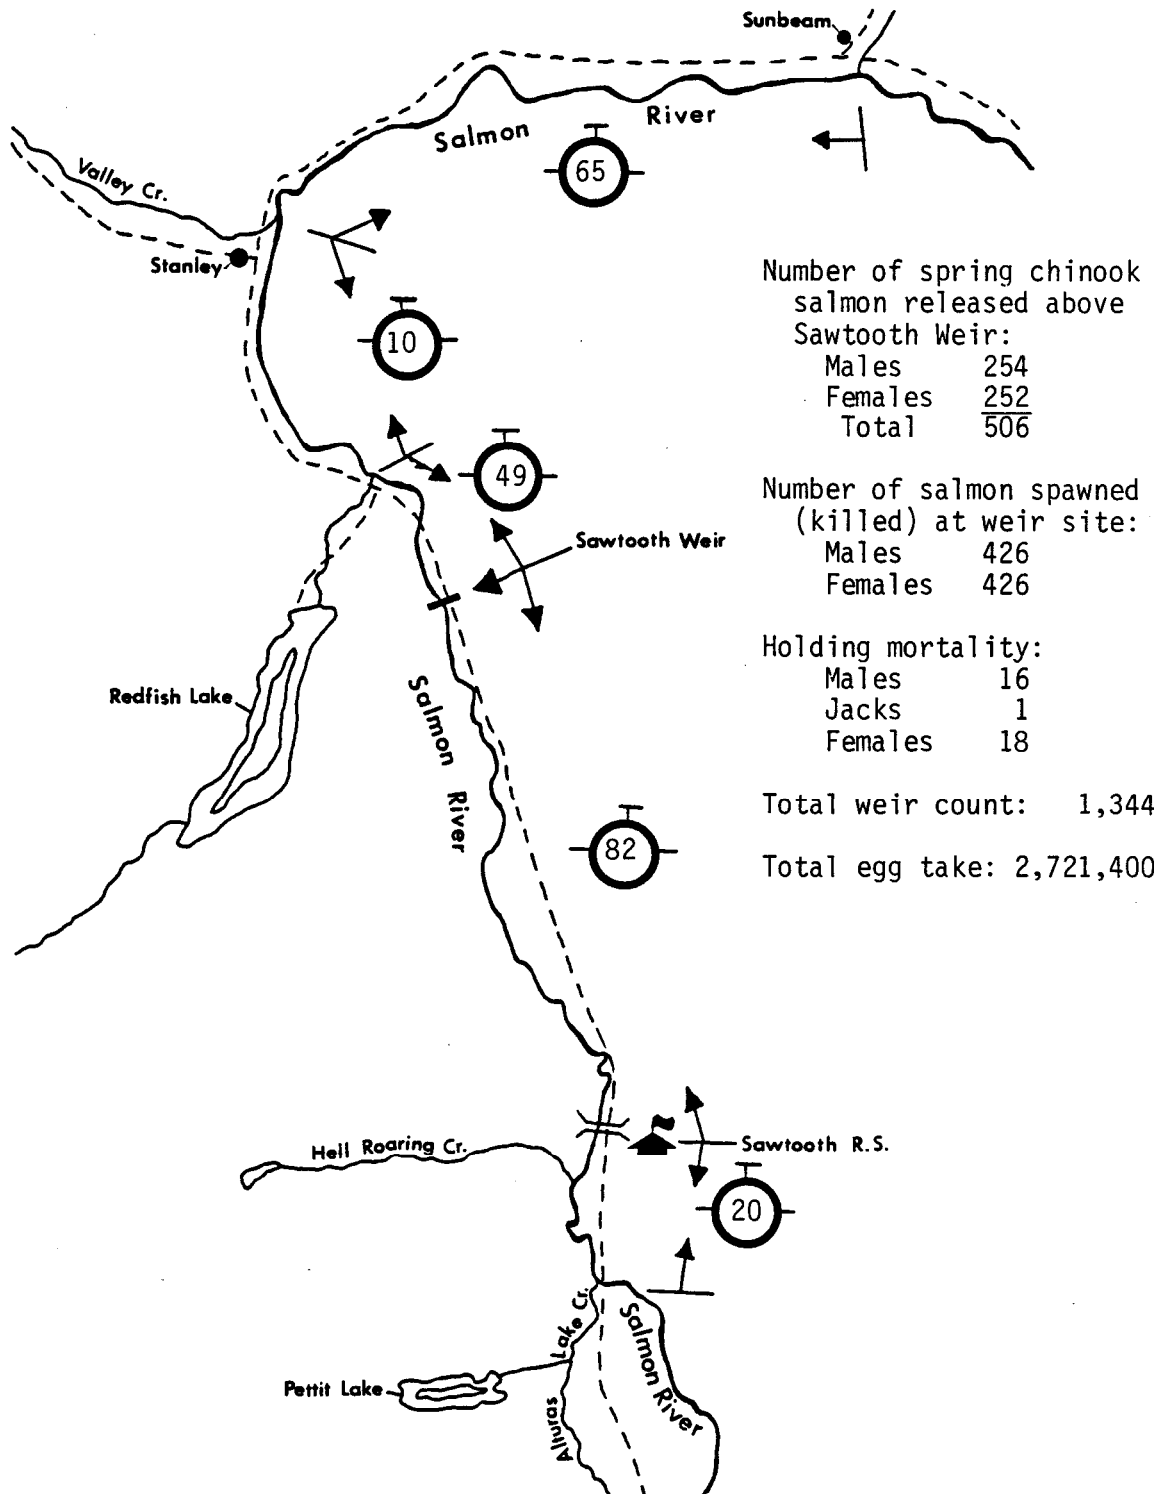 Sunbeam
Salmon River
65
Valley Cr.
Stanley
10
49
Sawtooth Weir
Redfish Lake
Salmon River
82
Number of spring chinook
salmon released above
Sawtooth Weir:
Males 254
Females 252
Total 506
Number of salmon spawned
(killed) at weir site:
Males 426
Females 426
Holding mortality:
Males 16
Jacks 1
Females 18
Total weir count: 1,344
Total egg take: 2,721,400
Hell Roaring Cr.
Sawtooth R.S.
20
Alturas Lake Cr.
Salmon River
Pettit Lake